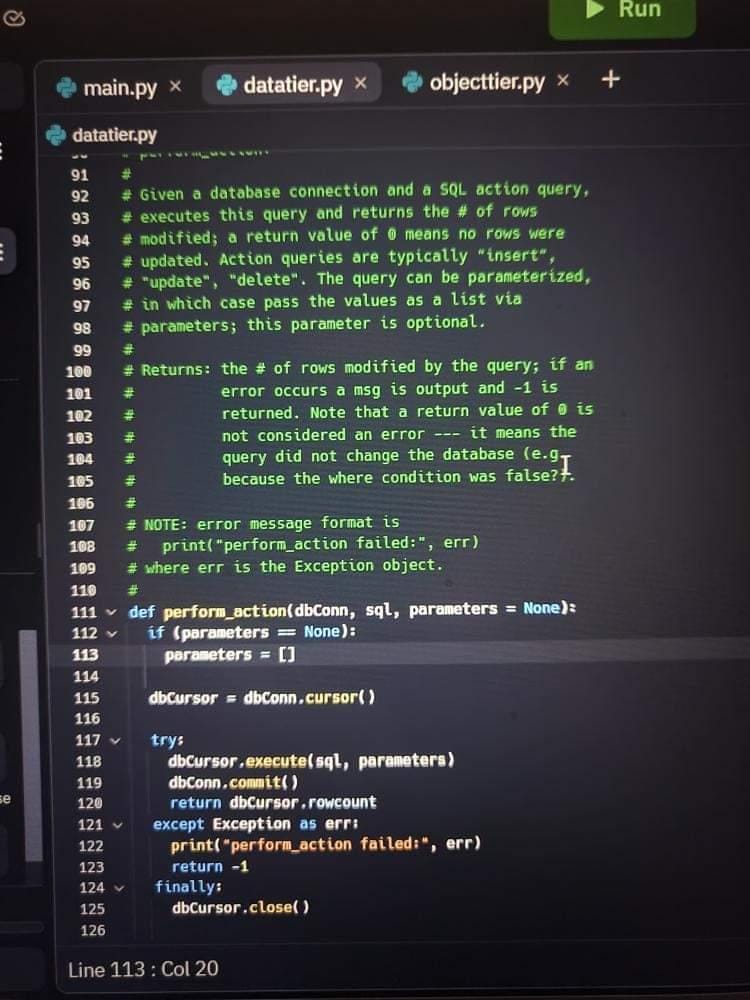 Run
main.py ×
datatier.py ×
objecttier.py ×
+
datatier.py
91 #
92 # Given a database connection and a SQL action query,
93 # executes this query and returns the # of rows
94 # modified; a return value of 0 means no rows were
95 # updated. Action queries are typically "insert",
96 # "update", "delete". The query can be parameterized,
97 # in which case pass the values as a list via
98 # parameters; this parameter is optional.
99 #
100 # Returns: the # of rows modified by the query; if an
101 #          error occurs a msg is output and -1 is
102 #          returned. Note that a return value of 0 is
103 #          not considered an error --- it means the
104 #          query did not change the database (e.g.
105 #          because the where condition was false?).
106 #
107 # NOTE: error message format is
108 #   print("perform_action failed:", err)
109 # where err is the Exception object.
110 #
111 def perform_action(dbConn, sql, parameters = None):
112   if (parameters == None):
113     parameters = []
114
115   dbCursor = dbConn.cursor()
116
117   try:
118     dbCursor.execute(sql, parameters)
119     dbConn.commit()
120     return dbCursor.rowcount
121   except Exception as err:
122     print("perform_action failed:", err)
123     return -1
124   finally:
125     dbCursor.close()
126
Line 113 : Col 20